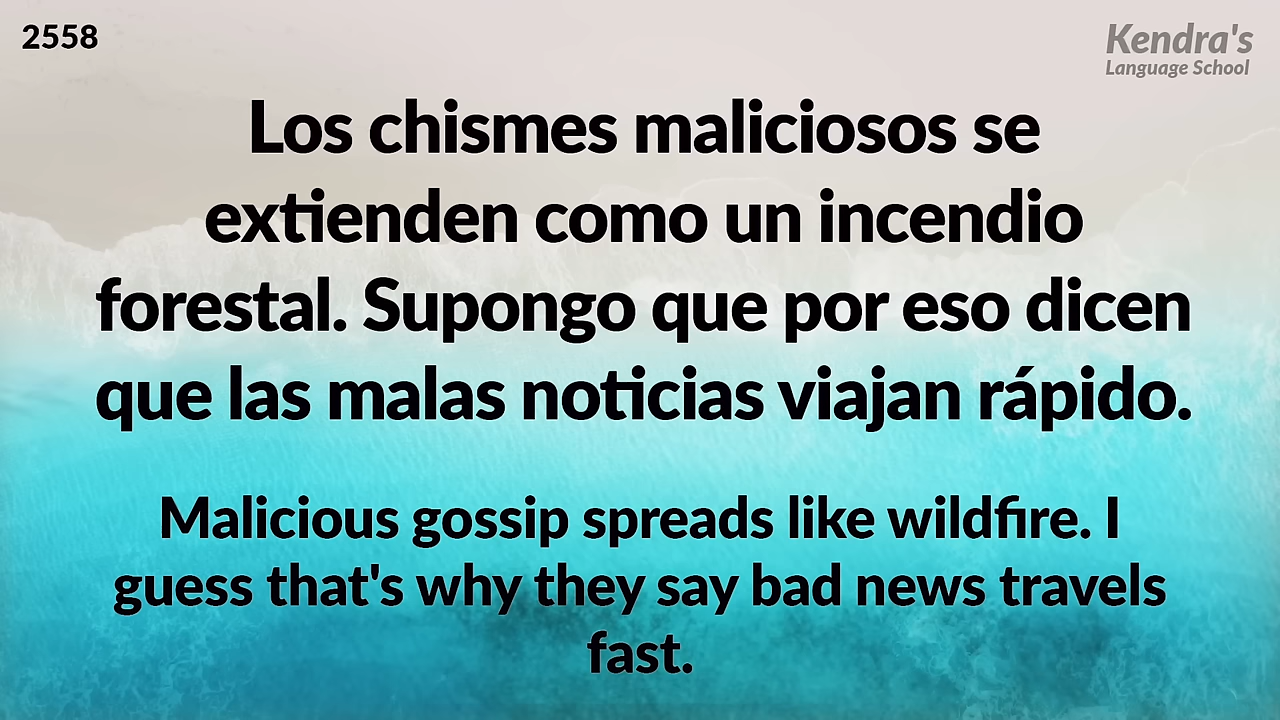 2558
Kendra's
Language School
Los chismes maliciosos se
extienden como un incendio
forestal. Supongo que por eso dicen
que las malas noticias viajan rápido.
Malicious gossip spreads like wildfire. I
guess that's why they say bad news travels
fast.